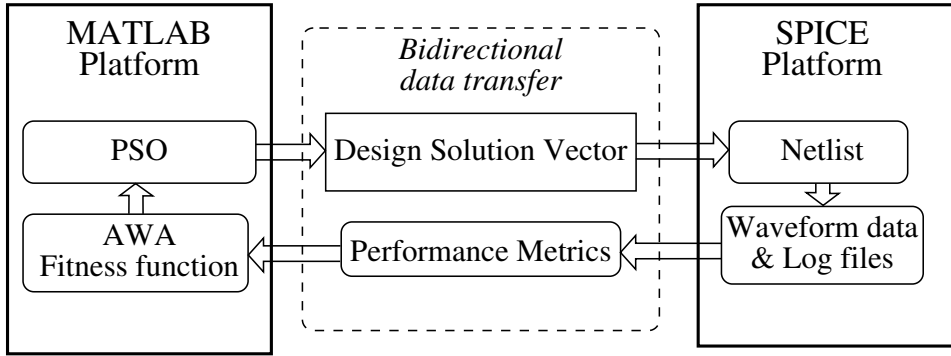 MATLAB
Platform
PSO
AWA
Fitness function
Bidirectional
data transfer
Design Solution Vector
Performance Metrics
SPICE
Platform
Netlist
Waveform data
& Log files